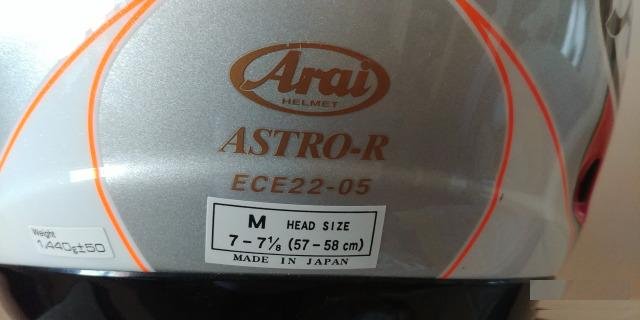 Arai
HELMET
ASTRO-R
ECE22-05
M HEAD SIZE
7-7⅛ (57-58 cm)
MADE IN JAPAN
Weight
1,440g±50